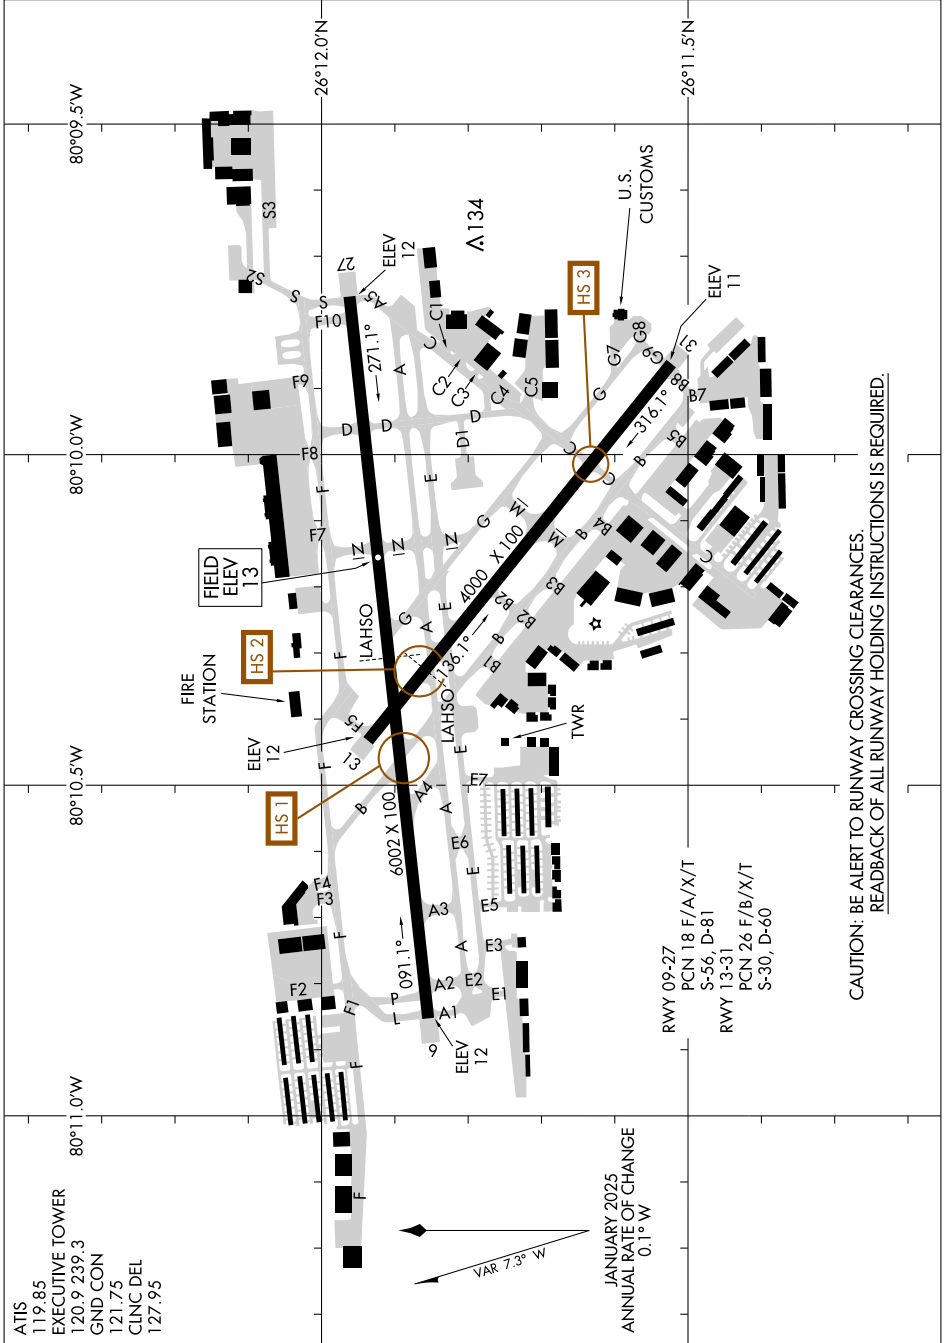 ATIS
119.85
EXECUTIVE TOWER
120.9 239.3
GND CON
121.75
CLNC DEL
127.95
80°11.0'W
80°10.5'W
80°10.0'W
80°09.5'W
26°12.0'N
26°11.5'N
JANUARY 2025
ANNUAL RATE OF CHANGE
0.1° W
VAR 7.3° W
FIRE
STATION
FIELD
ELEV
13
HS 1
HS 2
HS 3
ELEV
12
ELEV
12
ELEV
12
ELEV
11
U.S.
CUSTOMS
134
TWR
LAHSO
LAHSO
9
27
13
31
091.1°
6002 X 100
271.1°
136.1°
4000 X 100
316.1°
F
F
F
F
F
F
F1
F2
F3
F4
F5
F7
F8
F9
F10
S
S
S2
S3
L
P
A1
A2
A3
A4
A5
A
A
A
A
B
B
B
B
B1
B2
B2
B3
B4
B5
B7
B8
C
C
C
C
C1
C2
C3
C4
C5
D
D
D
D1
E
E
E
E
E1
E2
E3
E5
E6
E7
G
G
G
G7
G8
G9
M
M
N
N
N
RWY 09-27
PCN 18 F/A/X/T
S-56, D-81
RWY 13-31
PCN 26 F/B/X/T
S-30, D-60
CAUTION: BE ALERT TO RUNWAY CROSSING CLEARANCES.
READBACK OF ALL RUNWAY HOLDING INSTRUCTIONS IS REQUIRED.